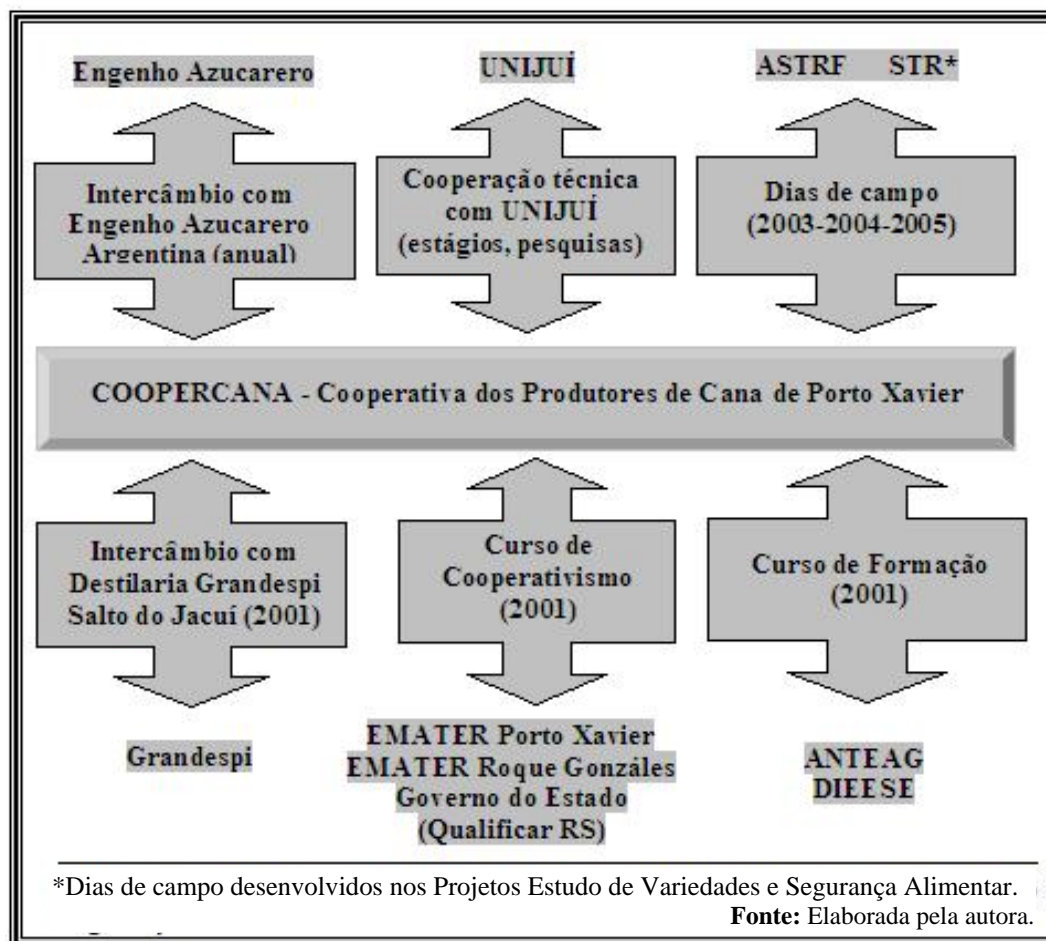 Engenho Azucarero
UNIJUÍ
ASTRF STR*
Intercâmbio com
Engenho Azucarero
Argentina (anual)
Cooperação técnica
com UNIJUÍ
(estágios, pesquisas)
Dias de campo
(2003-2004-2005)
COOPERCANA - Cooperativa dos Produtores de Cana de Porto Xavier
Intercâmbio com
Destilaria Grandespi
Salto do Jacuí (2001)
Curso de
Cooperativismo
(2001)
Curso de Formação
(2001)
Grandespi
EMATER Porto Xavier
EMATER Roque Gonzáles
Governo do Estado
(Qualificar RS)
ANTEAG
DIEESE
*Dias de campo desenvolvidos nos Projetos Estudo de Variedades e Segurança Alimentar.
Fonte: Elaborada pela autora.